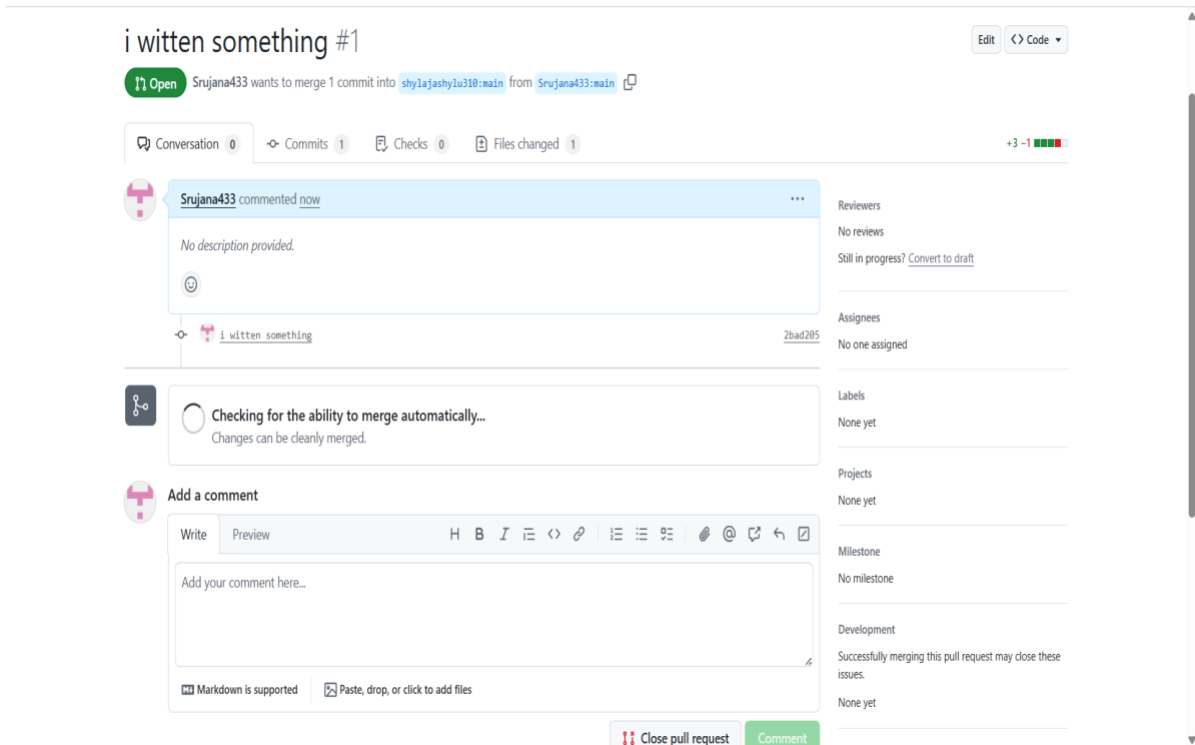 i witten something #1
Edit
<> Code
Open
Srujana433 wants to merge 1 commit into shylajashylu310:main from Srujana433:main
Conversation 0
Commits 1
Checks 0
Files changed 1
+3 −1
Srujana433 commented now
...
Reviewers
No reviews
Still in progress? Convert to draft
No description provided.
Assignees
No one assigned
i witten something
2bad205
Labels
None yet
Checking for the ability to merge automatically...
Changes can be cleanly merged.
Projects
None yet
Add a comment
Write
Preview
H B I
Milestone
No milestone
Add your comment here...
Development
Successfully merging this pull request may close these
issues.
None yet
Markdown is supported
Paste, drop, or click to add files
Close pull request
Comment